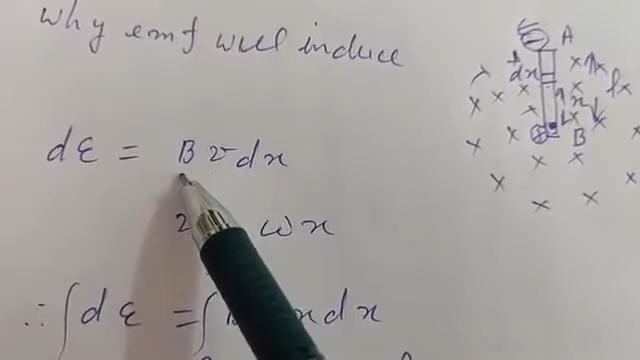 why emf will induce
dε = B v dx
ωx
∴ ∫dε = ∫ x dx
A
dx
x
l
B